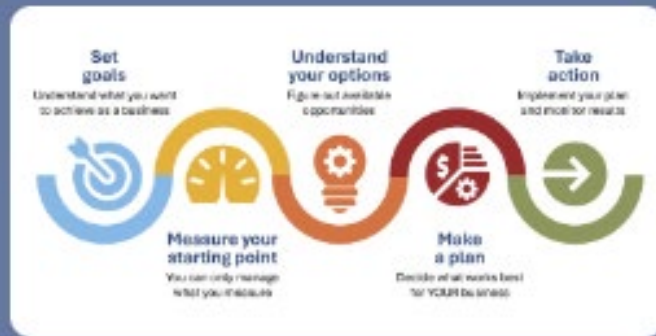 Set
goals
Understand what you want
to achieve as a business
Measure your
starting point
You can only manage
what you measure
Understand
your options
Figure out available
opportunities
Make
a plan
Decide what works best
for YOUR business
Take
action
Implement your plan
and monitor results
$